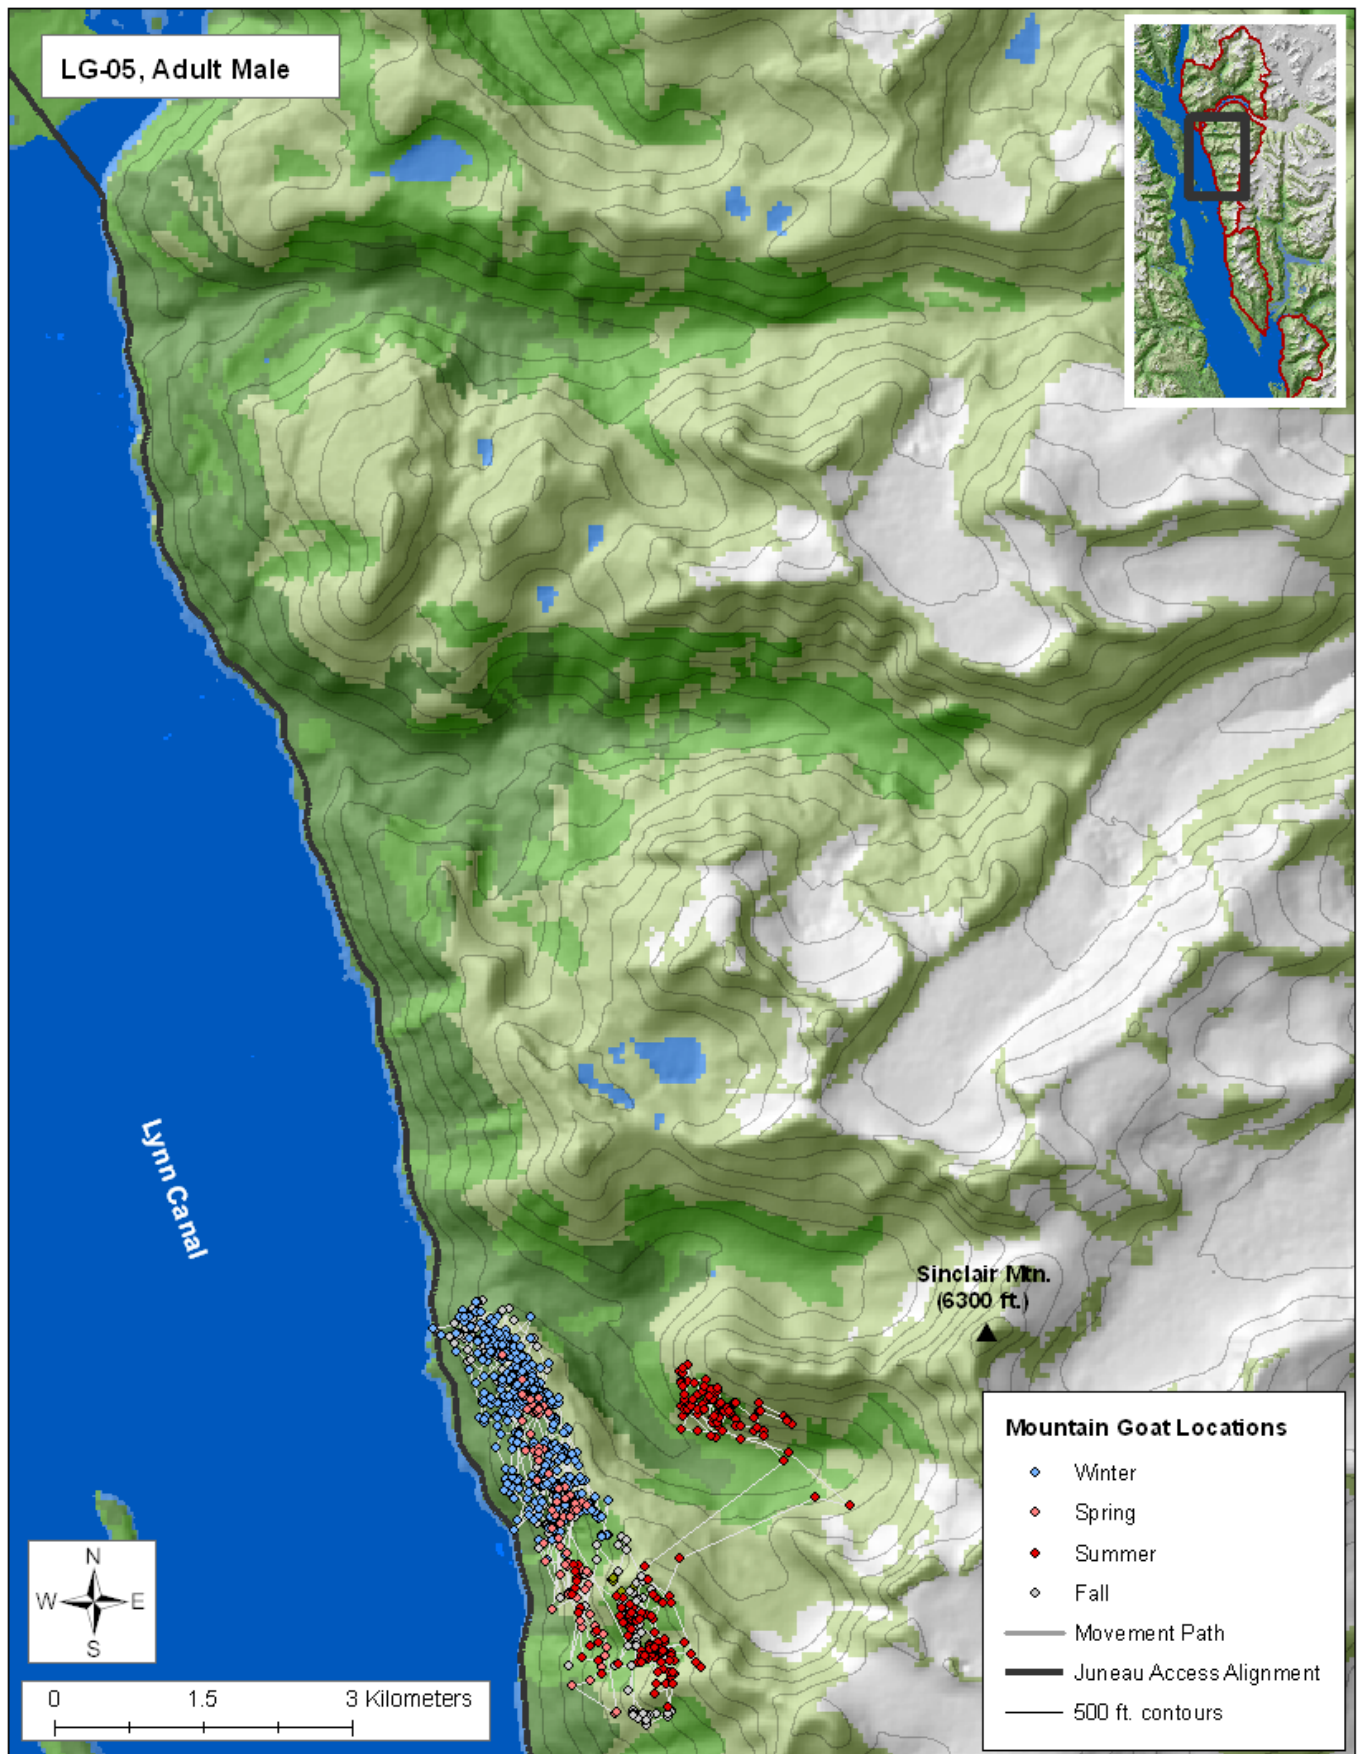 LG-05, Adult Male
Lynn Canal
Sinclair Mtn.
(6300 ft.)
Mountain Goat Locations
Winter
Spring
Summer
Fall
Movement Path
Juneau Access Alignment
500 ft. contours
N
W E
S
0 1.5 3 Kilometers